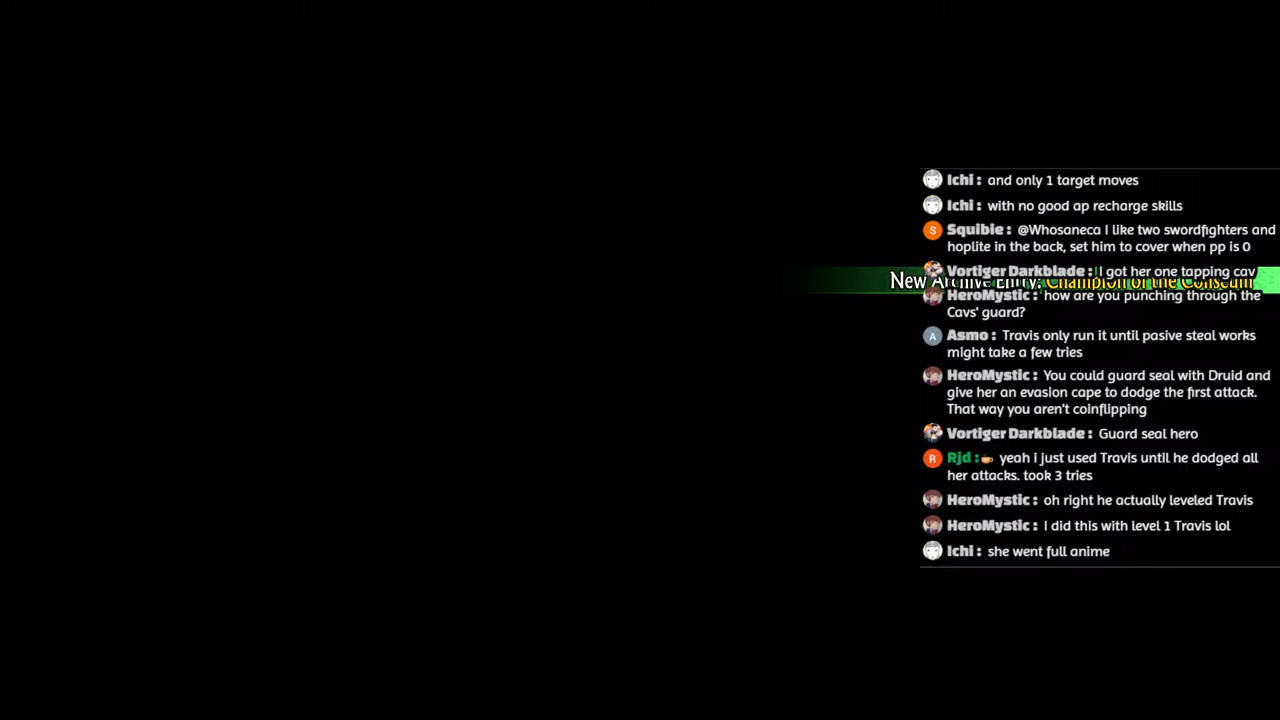 Ichi : and only 1 target moves
Ichi : with no good ap recharge skills
Squibie : @Whosaneca I like two swordfighters and
hoplite in the back, set him to cover when pp is 0
Vortiger Darkblade : I got her one tapping cav
New Archive Entry: Champion of the Coliseum
HeroMystic : how are you punching through the
Cavs' guard?
Asmo : Travis only run it until pasive steal works
might take a few tries
HeroMystic : You could guard seal with Druid and
give her an evasion cape to dodge the first attack.
That way you aren't coinflipping
Vortiger Darkblade : Guard seal hero
Rjd : yeah i just used Travis until he dodged all
her attacks. took 3 tries
HeroMystic : oh right he actually leveled Travis
HeroMystic : I did this with level 1 Travis lol
Ichi : she went full anime